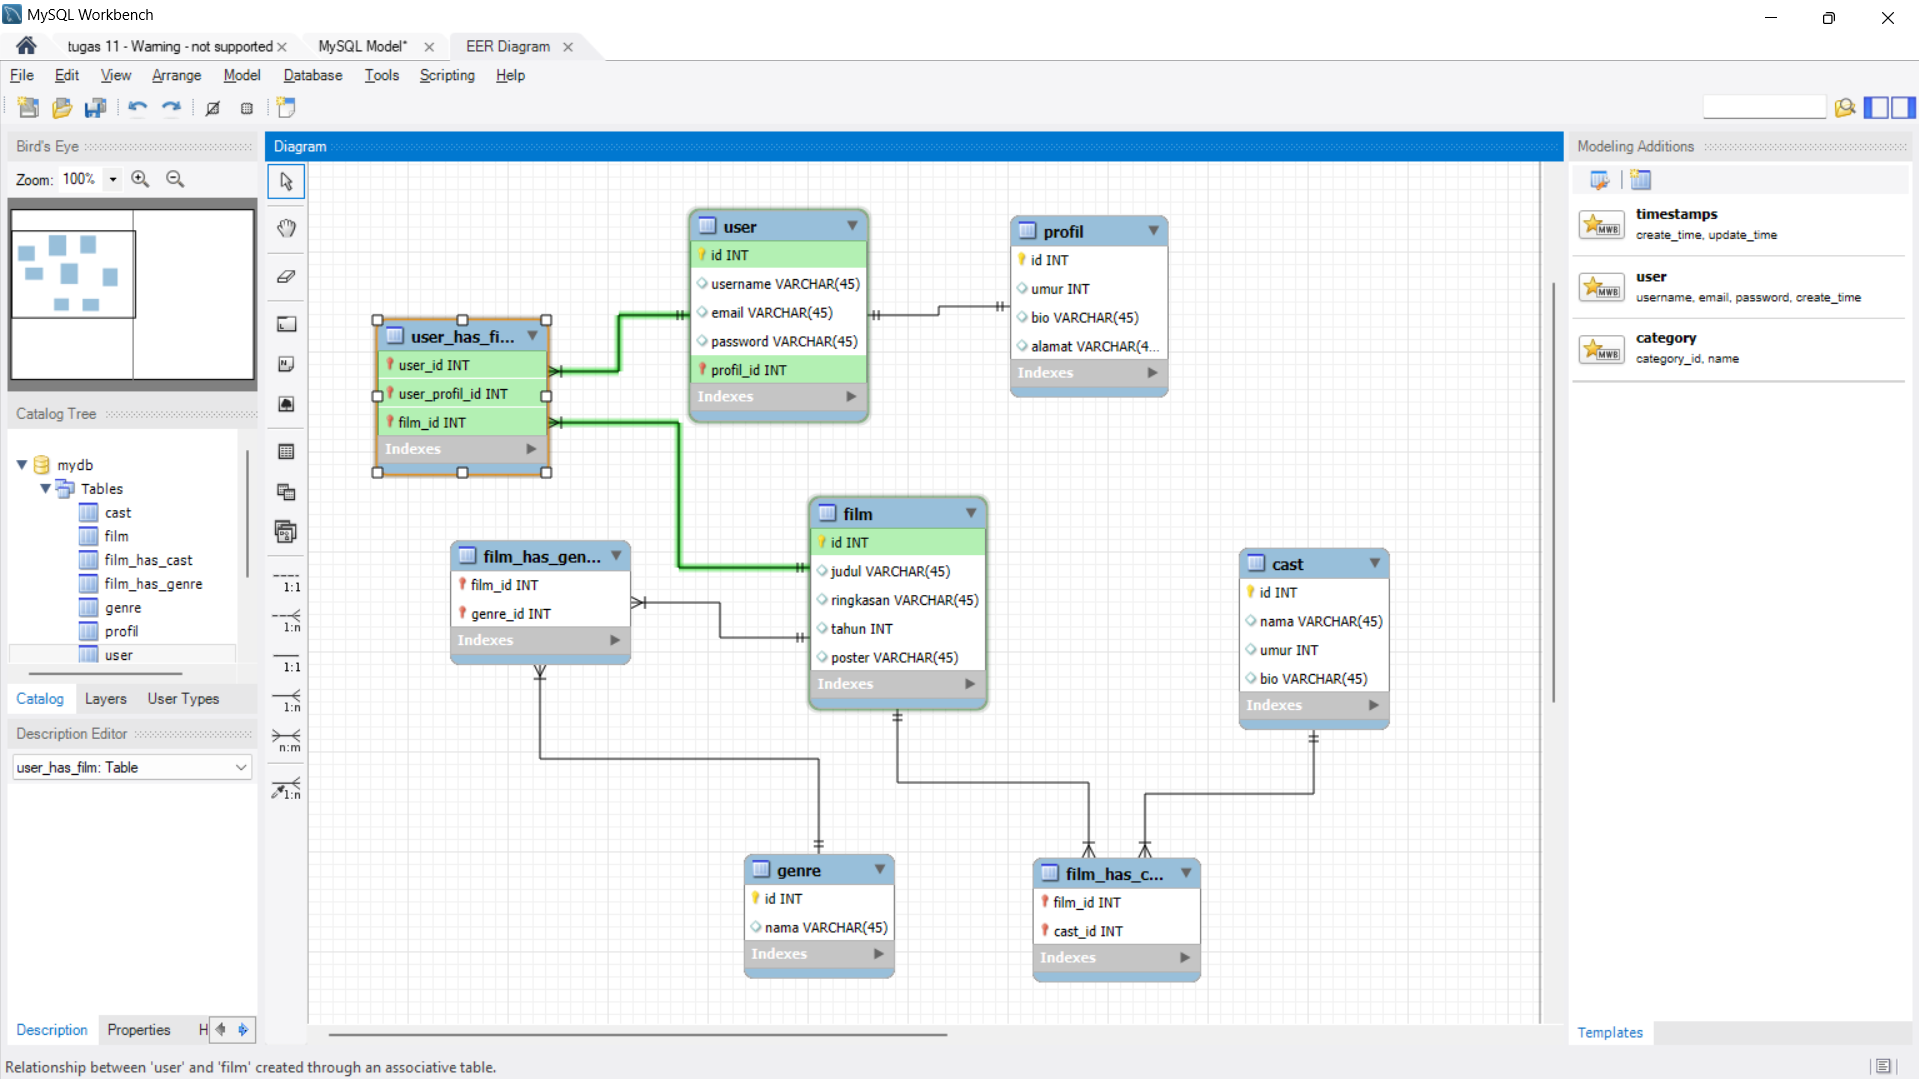 MySQL Workbench
tugas 11 - Warning - not supported
MySQL Model*
EER Diagram
File Edit View Arrange Model Database Tools Scripting Help
Bird's Eye
Zoom: 100%
Diagram
Modeling Additions
timestamps
create_time, update_time
user
username, email, password, create_time
category
category_id, name
MWB
MWB
MWB
Templates
Catalog Tree
mydb
Tables
cast
film
film_has_cast
film_has_genre
genre
profil
user
Catalog Layers User Types
Description Editor
user_has_film: Table
Description Properties H
1:1
1:n
1:1
1:n
n:m
1:n
user
id INT
username VARCHAR(45)
email VARCHAR(45)
password VARCHAR(45)
profil_id INT
Indexes
profil
id INT
umur INT
bio VARCHAR(45)
alamat VARCHAR(4...
Indexes
user_has_fi...
user_id INT
user_profil_id INT
film_id INT
Indexes
film
id INT
judul VARCHAR(45)
ringkasan VARCHAR(45)
tahun INT
poster VARCHAR(45)
Indexes
film_has_gen...
film_id INT
genre_id INT
Indexes
cast
id INT
nama VARCHAR(45)
umur INT
bio VARCHAR(45)
Indexes
genre
id INT
nama VARCHAR(45)
Indexes
film_has_c...
film_id INT
cast_id INT
Indexes
Relationship between 'user' and 'film' created through an associative table.